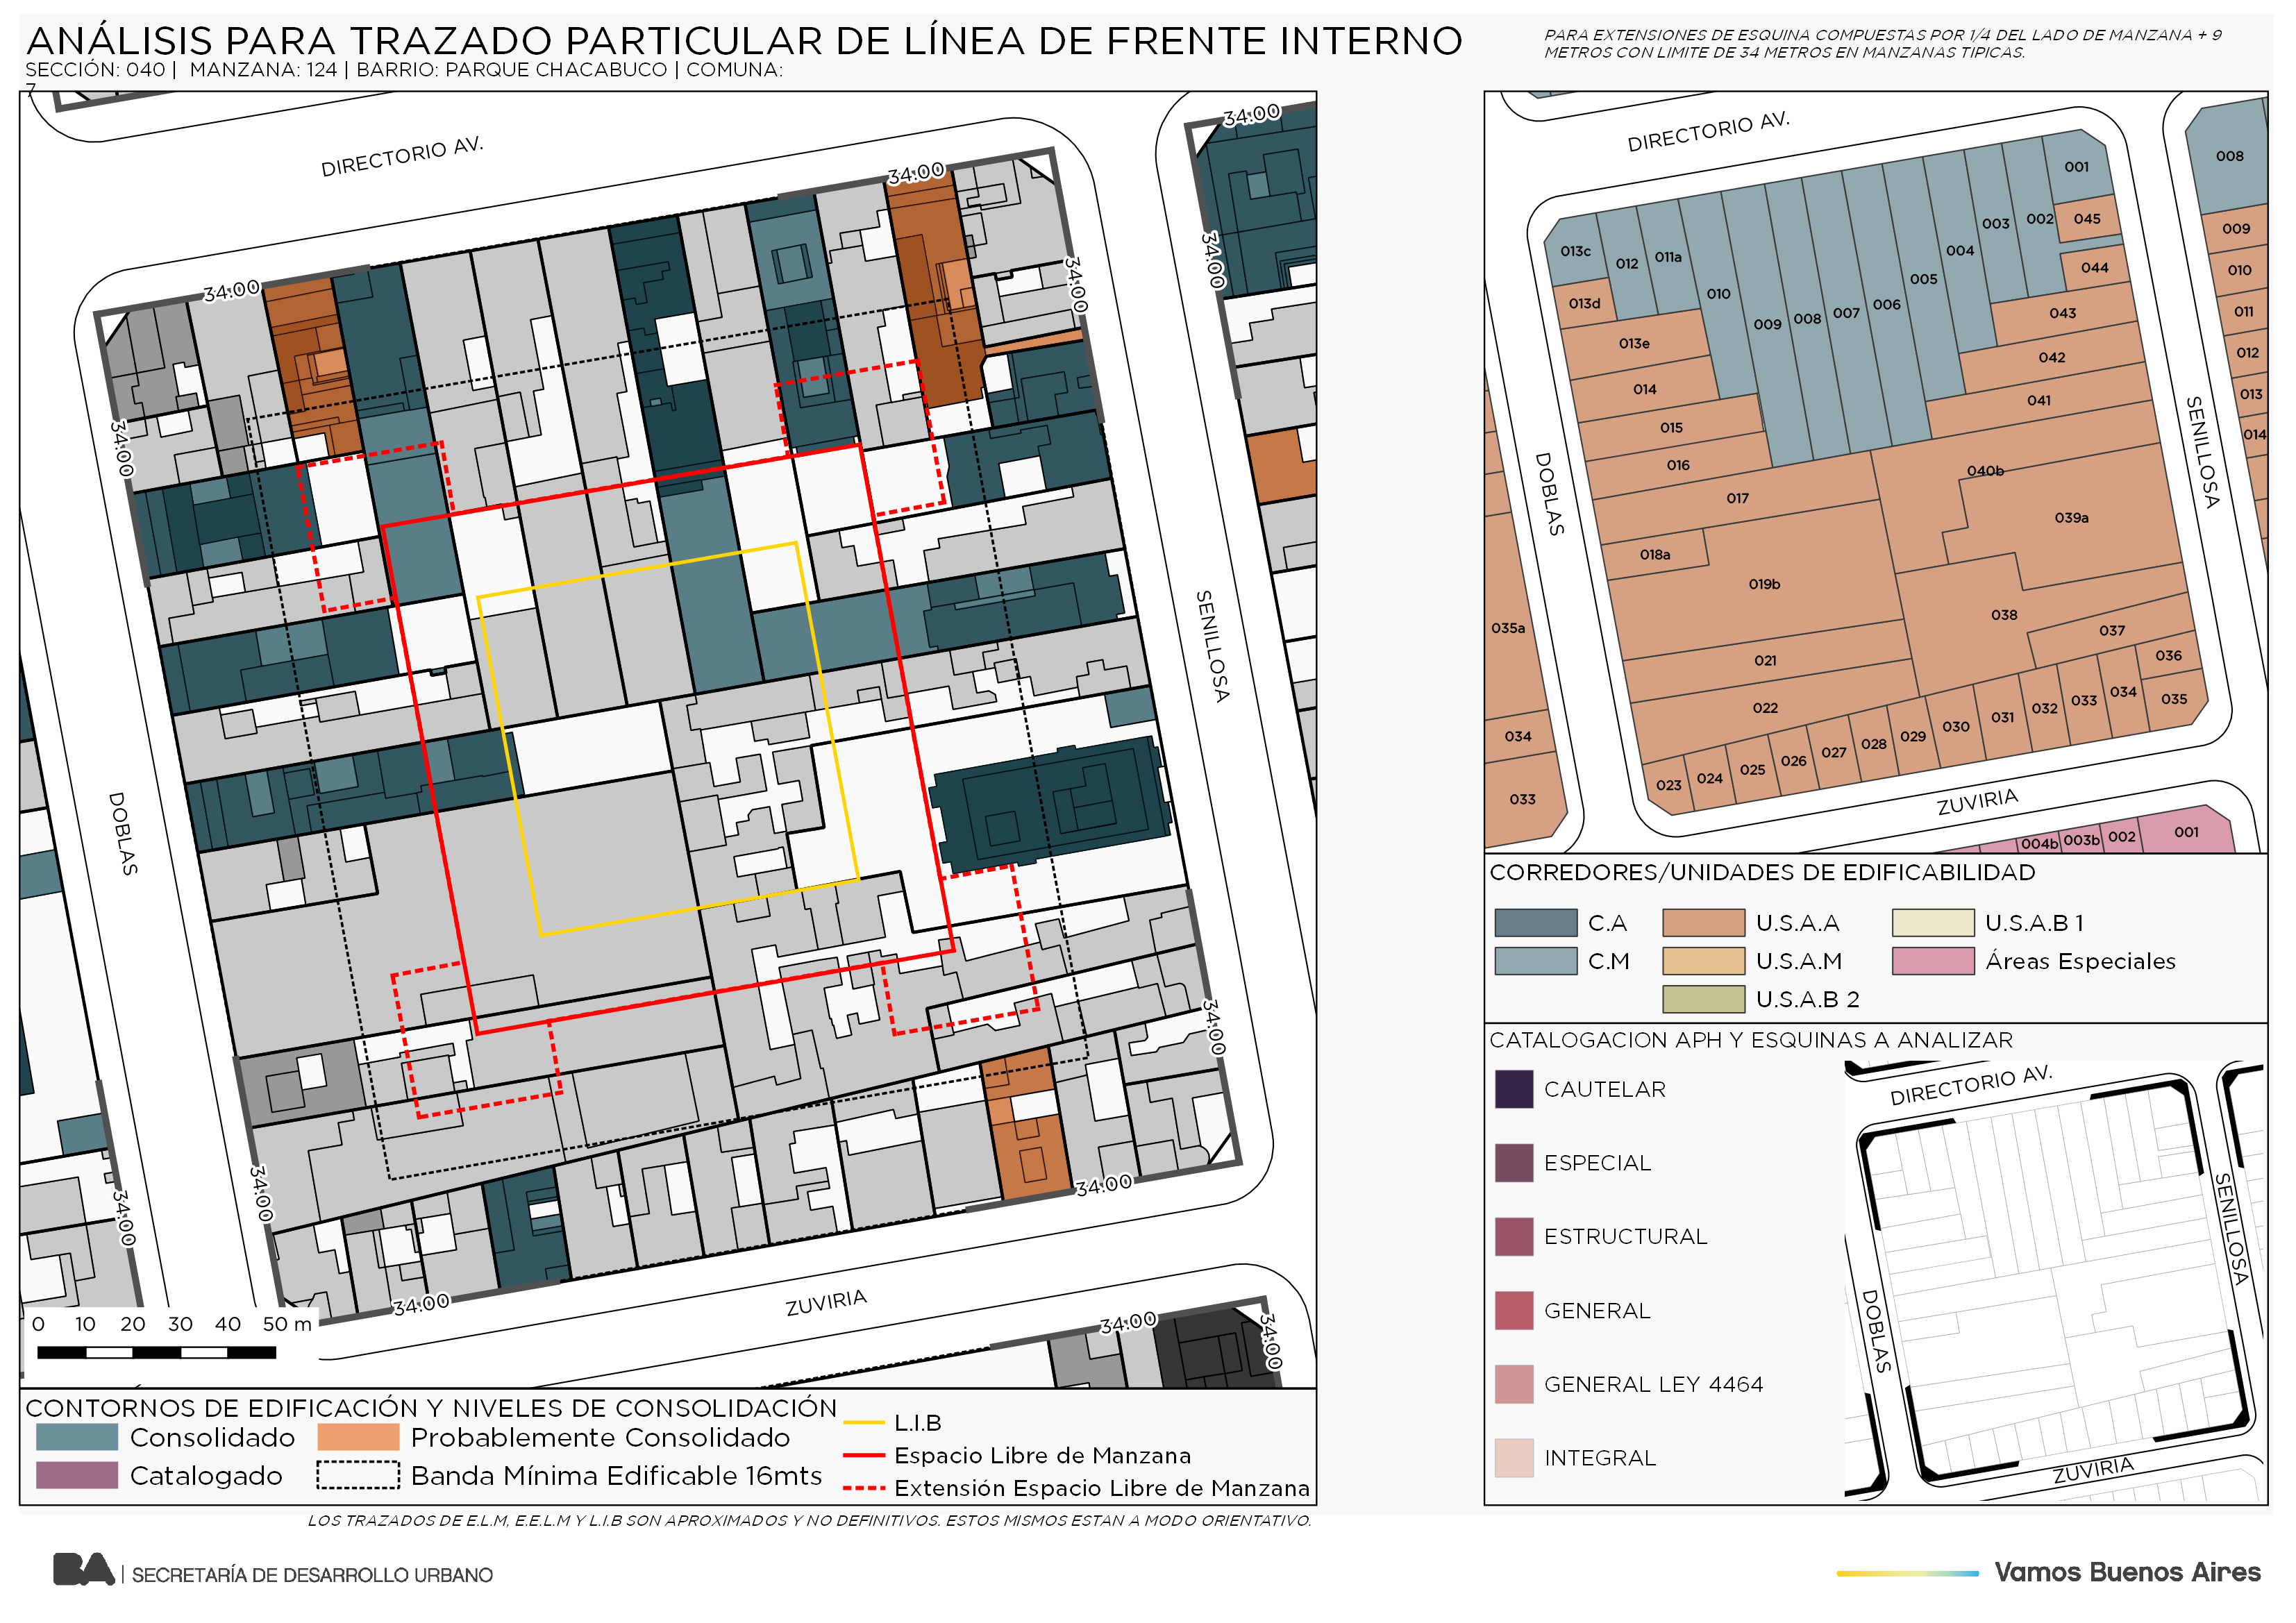 ANÁLISIS PARA TRAZADO PARTICULAR DE LÍNEA DE FRENTE INTERNO
SECCIÓN: 040 | MANZANA: 124 | BARRIO: PARQUE CHACABUCO | COMUNA:
7
PARA EXTENSIONES DE ESQUINA COMPUESTAS POR 1/4 DEL LADO DE MANZANA + 9
METROS CON LIMITE DE 34 METROS EN MANZANAS TIPICAS.
DIRECTORIO AV.
34.00
34.00
34.00
34.00
34.00
34.00
SENILLOSA
DOBLAS
34.00
34.00
34.00
34.00
34.00
ZUVIRIA
34.00
34.00
0 10 20 30 40 50 m
CONTORNOS DE EDIFICACIÓN Y NIVELES DE CONSOLIDACIÓN
Consolidado
Probablemente Consolidado
Catalogado
Banda Mínima Edificable 16mts
L.I.B
Espacio Libre de Manzana
Extensión Espacio Libre de Manzana
LOS TRAZADOS DE E.L.M, E.E.L.M Y L.I.B SON APROXIMADOS Y NO DEFINITIVOS. ESTOS MISMOS ESTAN A MODO ORIENTATIVO.
DIRECTORIO AV.
001
008
045
009
002
003
004
044
010
013c
012
011a
005
043
011
013d
010
006
007
008
009
042
012
013e
014
041
013
015
014
016
040b
017
039a
018a
019b
038
035a
037
021
036
022
035
034
033
032
031
030
029
028
027
026
025
024
023
034
033
DOBLAS
SENILLOSA
ZUVIRIA
004b
003b
002
001
CORREDORES/UNIDADES DE EDIFICABILIDAD
C.A
U.S.A.A
U.S.A.B 1
C.M
U.S.A.M
Áreas Especiales
U.S.A.B 2
CATALOGACION APH Y ESQUINAS A ANALIZAR
CAUTELAR
ESPECIAL
ESTRUCTURAL
GENERAL
GENERAL LEY 4464
INTEGRAL
DIRECTORIO AV.
SENILLOSA
DOBLAS
ZUVIRIA
BA | SECRETARÍA DE DESARROLLO URBANO
Vamos Buenos Aires